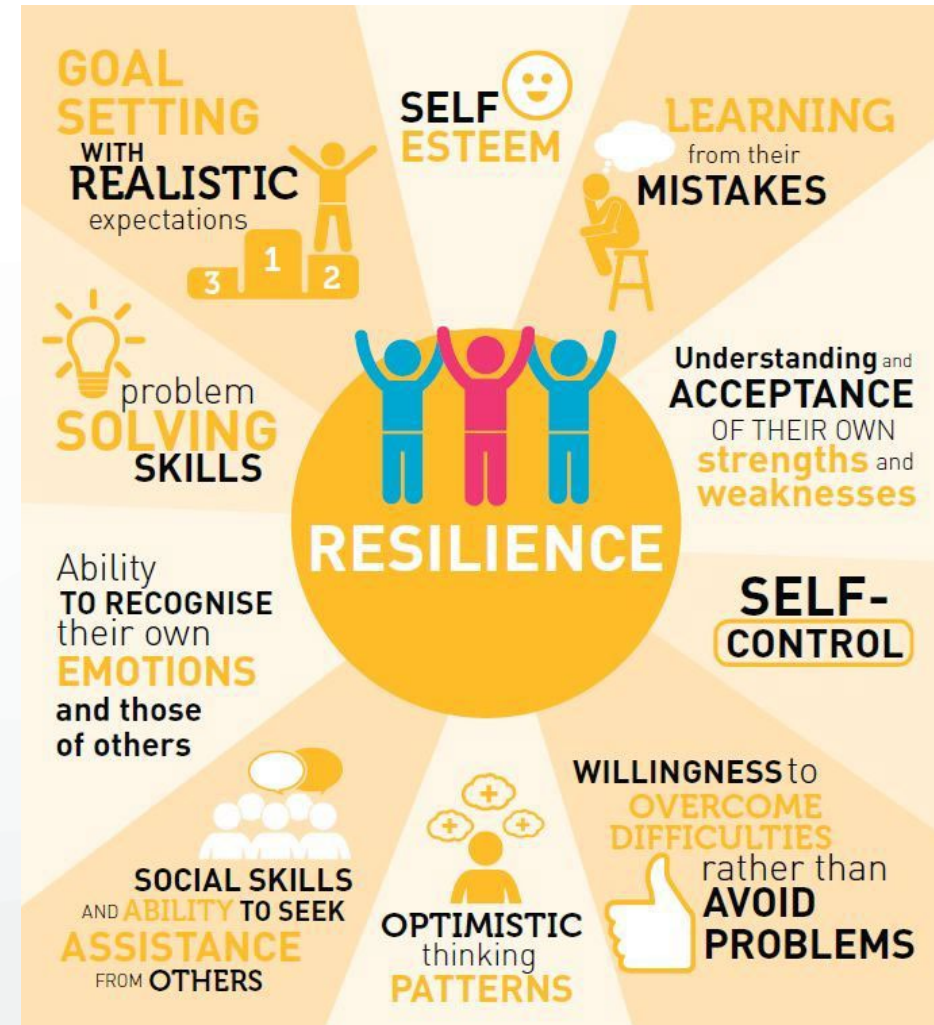 GOAL
SETTING
WITH
REALISTIC
expectations
3 1 2
SELF
ESTEEM
LEARNING
from their
MISTAKES
Understanding and
ACCEPTANCE
OF THEIR OWN
strengths and
weaknesses
SELF-
CONTROL
WILLINGNESS to
OVERCOME
DIFFICULTIES
rather than
AVOID
PROBLEMS
OPTIMISTIC
thinking
PATTERNS
SOCIAL SKILLS
AND ABILITY TO SEEK
ASSISTANCE
FROM OTHERS
Ability
TO RECOGNISE
their own
EMOTIONS
and those
of others
problem
SOLVING
SKILLS
RESILIENCE